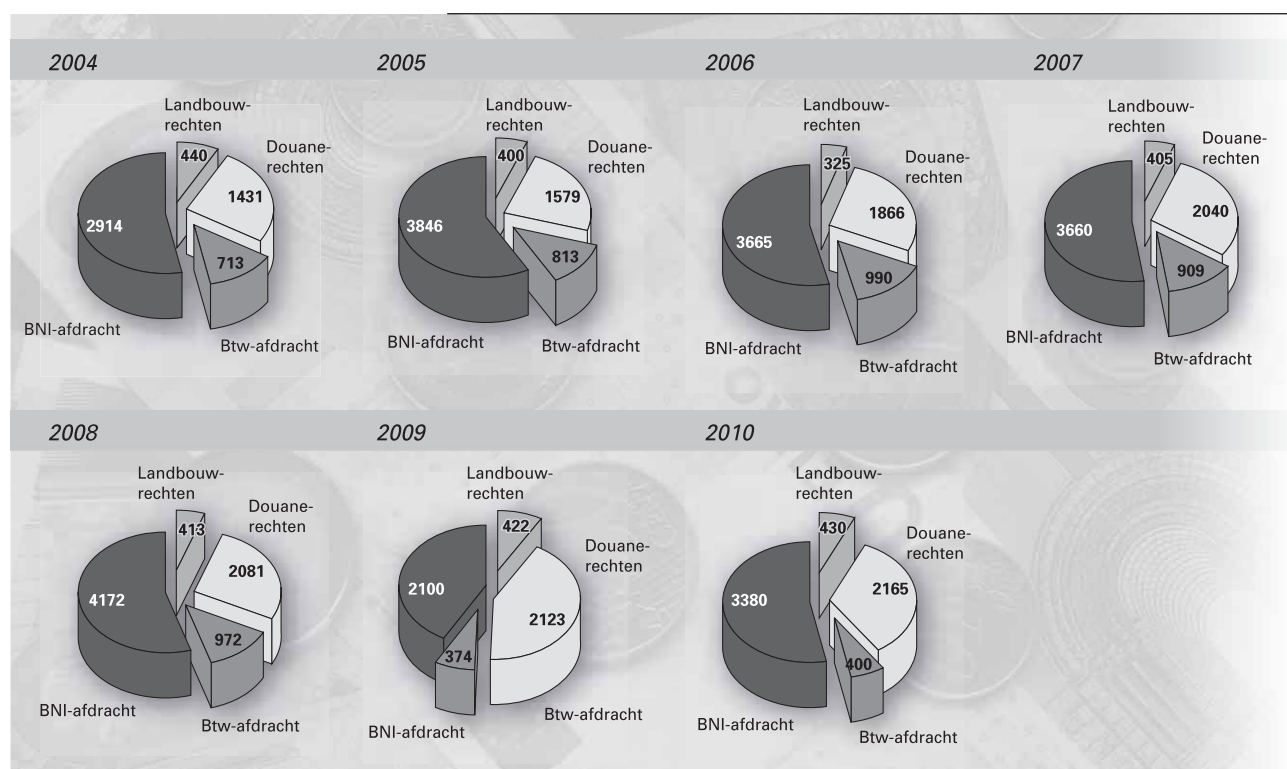 2004
Landbouw-
rechten
440
Douane-
rechten
1431
2914
713
BNI-afdracht
Btw-afdracht
2005
Landbouw-
rechten
400
Douane-
rechten
1579
3846
813
BNI-afdracht
Btw-afdracht
2006
Landbouw-
rechten
325
Douane-
rechten
1866
3665
990
BNI-afdracht
Btw-afdracht
2007
Landbouw-
rechten
405
Douane-
rechten
2040
3660
909
BNI-afdracht
Btw-afdracht
2008
Landbouw-
rechten
413
Douane-
rechten
2081
4172
972
BNI-afdracht
Btw-afdracht
2009
Landbouw-
rechten
422
Douane-
rechten
2100
2123
374
BNI-afdracht
Btw-afdracht
2010
Landbouw-
rechten
430
Douane-
rechten
2165
3380
400
BNI-afdracht
Btw-afdracht